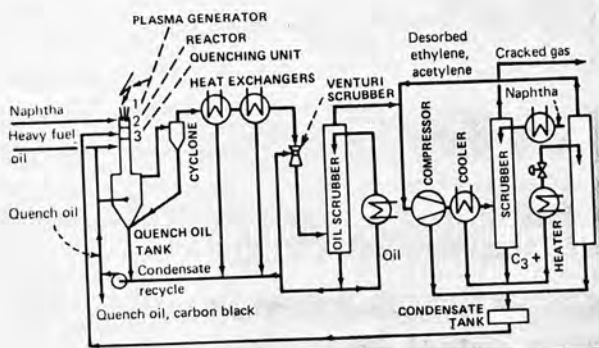 PLASMA GENERATOR
REACTOR
QUENCHING UNIT
HEAT EXCHANGERS
VENTURI
SCRUBBER
Desorbed
ethylene,
acetylene
Cracked gas
Naphtha
Heavy fuel
oil
1
2
3
CYCLONE
OIL SCRUBBER
COMPRESSOR
COOLER
SCRUBBER
Naphtha
HEATER
Quench oil
QUENCH OIL
TANK
Condensate
recycle
Oil
C3 +
Quench oil, carbon black
CONDENSATE
TANK